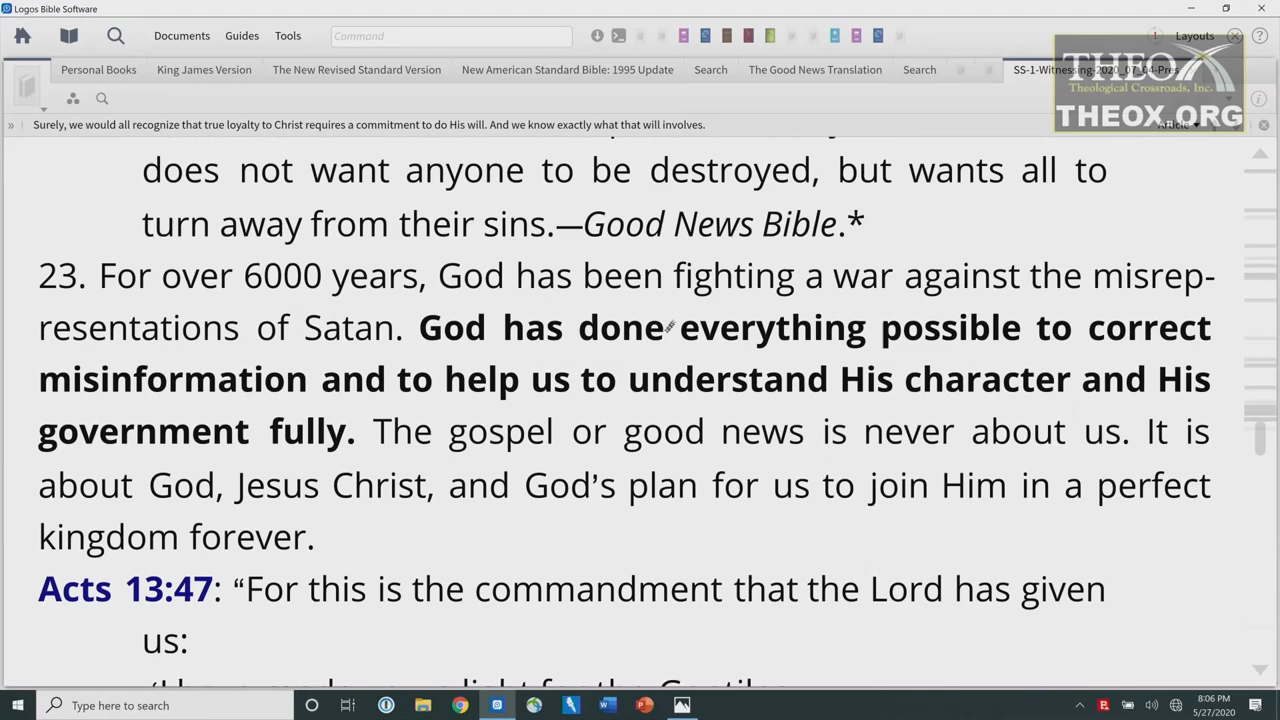 Logos Bible Software
Documents Guides Tools Command 1 Layouts
Personal Books King James Version The New Revised New American Standard Bible: 1995 Update Search The Good News Translation Search SS-1-Witnessing-2020_07_04-Pres
THEOX
Theological Crossroads, Inc.
THEOX.ORG
» Surely, we would all recognize that true loyalty to Christ requires a commitment to do His will. And we know exactly what that will involves. Article
does not want anyone to be destroyed, but wants all to
turn away from their sins.—Good News Bible.*
23. For over 6000 years, God has been fighting a war against the misrep-
resentations of Satan. God has done everything possible to correct
misinformation and to help us to understand His character and His
government fully. The gospel or good news is never about us. It is
about God, Jesus Christ, and God’s plan for us to join Him in a perfect
kingdom forever.
Acts 13:47: “For this is the commandment that the Lord has given
us:
Type here to search
8:06 PM
5/27/2020